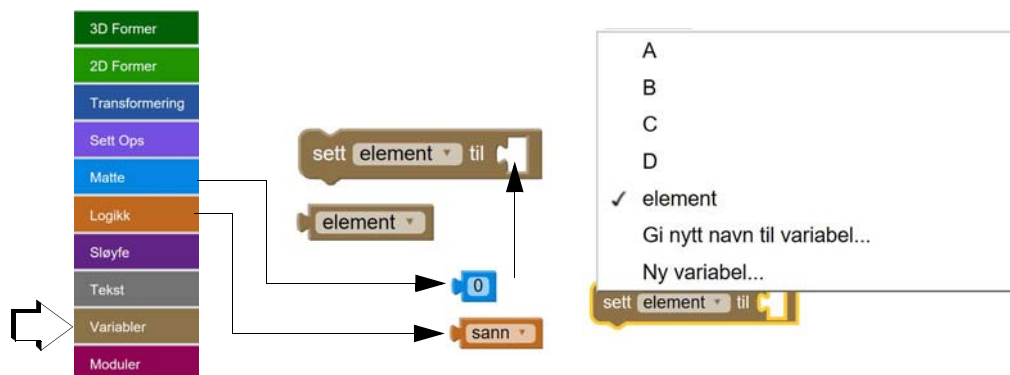 3D Former
2D Former
Transformering
Sett Ops
Matte
Logikk
Sløyfe
Tekst
Variabler
Moduler
sett element til
element
0
sann
A
B
C
D
✓ element
Gi nytt navn til variabel...
Ny variabel...
sett element til